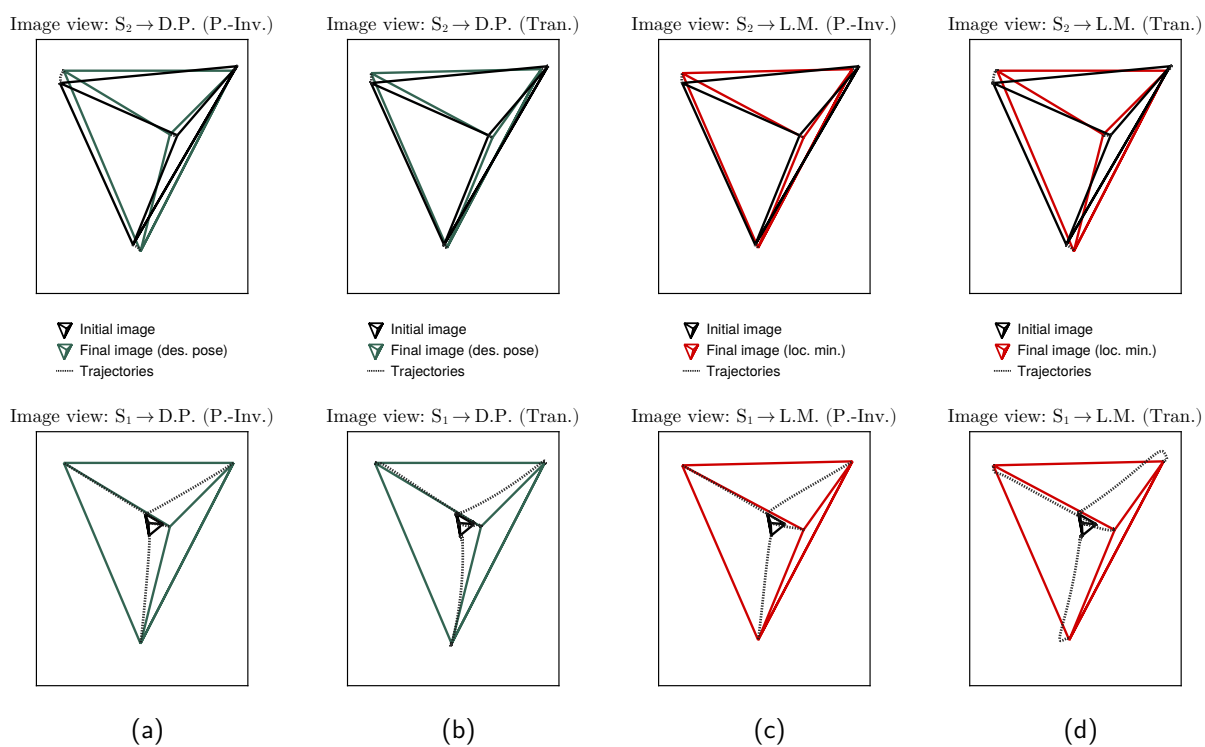 Image view: S₂ → D.P. (P.-Inv.)
Image view: S₂ → D.P. (Tran.)
Image view: S₂ → L.M. (P.-Inv.)
Image view: S₂ → L.M. (Tran.)
Initial image
Final image (des. pose)
Trajectories
Initial image
Final image (des. pose)
Trajectories
Initial image
Final image (loc. min.)
Trajectories
Initial image
Final image (loc. min.)
Trajectories
Image view: S₁ → D.P. (P.-Inv.)
Image view: S₁ → D.P. (Tran.)
Image view: S₁ → L.M. (P.-Inv.)
Image view: S₁ → L.M. (Tran.)
(a)
(b)
(c)
(d)